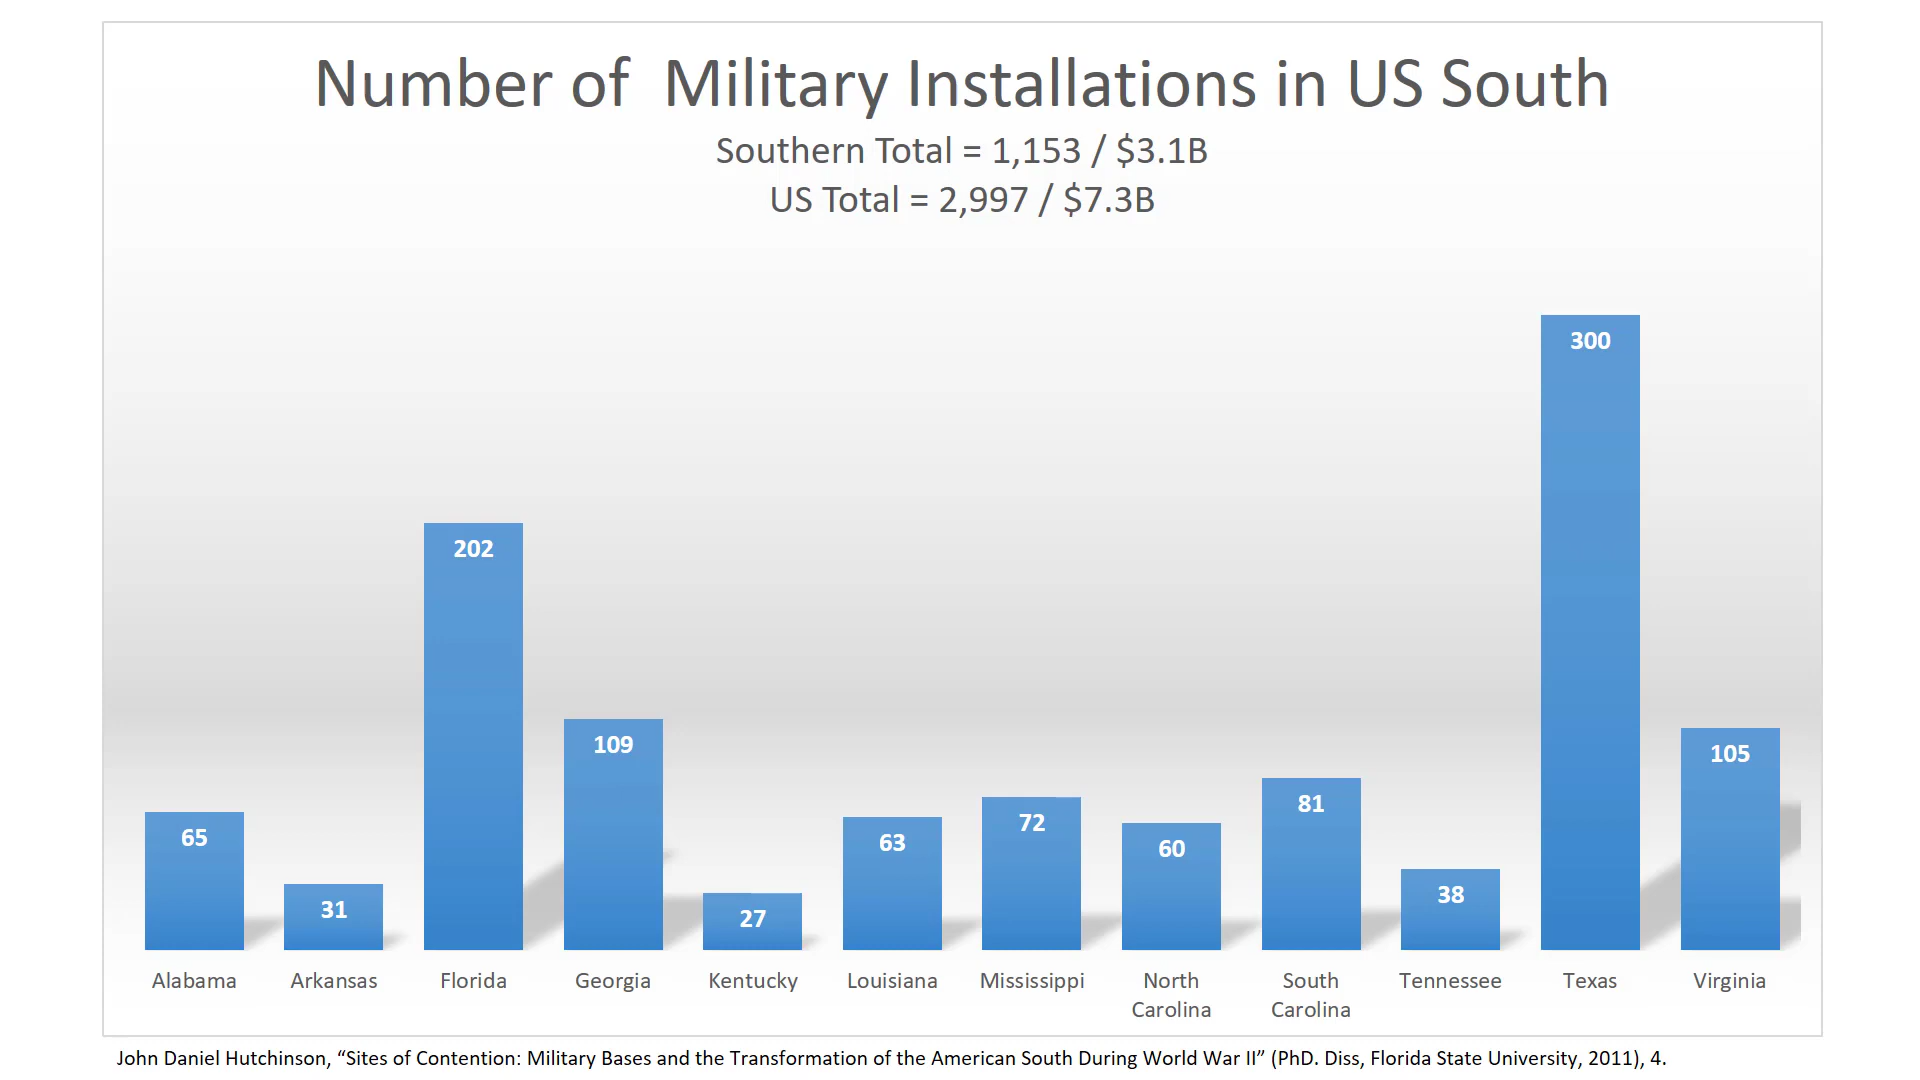 Number of  Military Installations in US South
Southern Total = 1,153 / $3.1B
US Total = 2,997 / $7.3B
300
202
109
105
81
72
65
63
60
38
31
27
Alabama
Arkansas
Florida
Georgia
Kentucky
Louisiana
Mississippi
North
Carolina
South
Carolina
Tennessee
Texas
Virginia
John Daniel Hutchinson, “Sites of Contention: Military Bases and the Transformation of the American South During World War II” (PhD. Diss, Florida State University, 2011), 4.